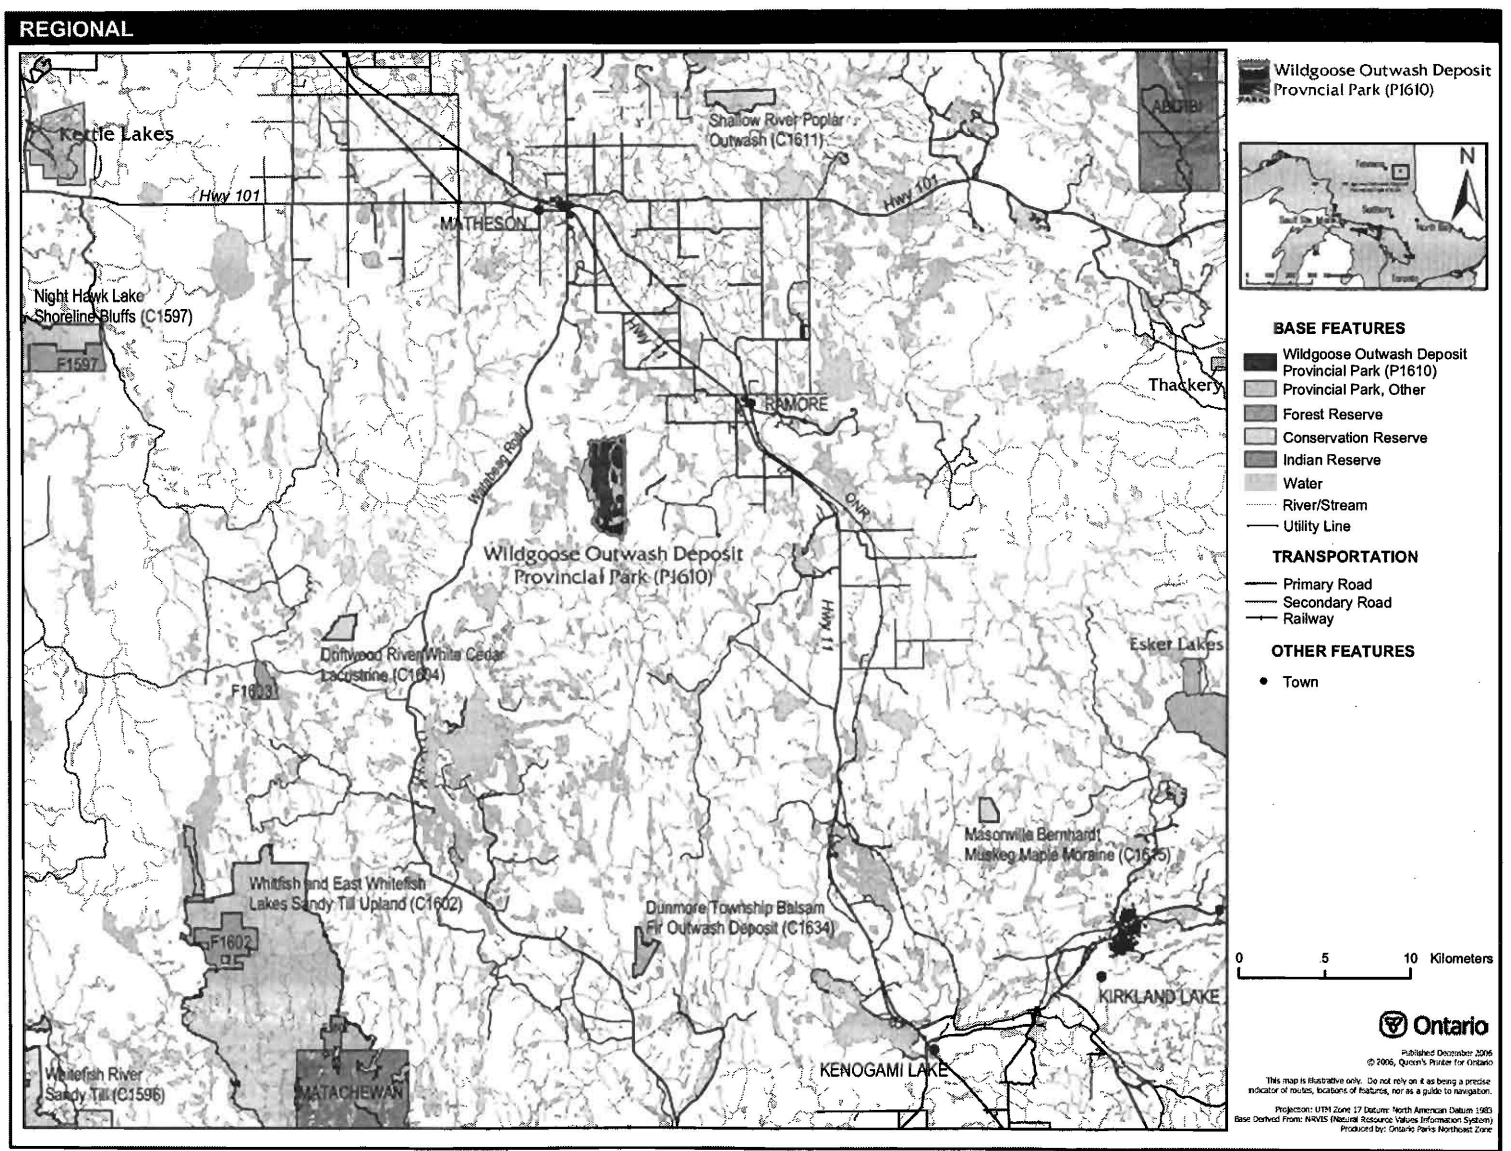 REGIONAL
Kettle Lakes
Shallow River Poplar
Outwash (C1611)
ABITIBI
Hwy 101
Hwy 101
MATHESON
Night Hawk Lake
Shoreline Bluffs (C1597)
F1597
Hwy 11
Thackery
RAMORE
Watabeag Road
ONR
Wildgoose Outwash Deposit
Provincial Park (P1610)
Hwy 11
Driftwood River White Cedar
Lacustrine (C1604)
F1603
Esker Lakes
Masonville Bernhardt
Muskeg Maple Moraine (C1615)
Whitfish and East Whitefish
Lakes Sandy Till Upland (C1602)
F1602
Dunmore Township Balsam
Fir Outwash Deposit (C1634)
KIRKLAND LAKE
KENOGAMI LAKE
Whitefish River
Sandy Till (C1596)
MATACHEWAN
Wildgoose Outwash Deposit
Provncial Park (P1610)
PARKS
N
Sudbury
North Bay
Toronto
BASE FEATURES
Wildgoose Outwash Deposit
Provincial Park (P1610)
Provincial Park, Other
Forest Reserve
Conservation Reserve
Indian Reserve
Water
River/Stream
Utility Line
TRANSPORTATION
Primary Road
Secondary Road
Railway
OTHER FEATURES
Town
0 5 10 Kilometers
Ontario
Published December 2006
© 2006, Queen's Printer for Ontario
This map is illustrative only. Do not rely on it as being a precise
indicator of routes, locations of features, nor as a guide to navigation.
Projection: UTM Zone 17 Datum: North American Datum 1983
Base Derived From: NRVIS (Natural Resource Values Information System)
Produced by: Ontario Parks Northeast Zone